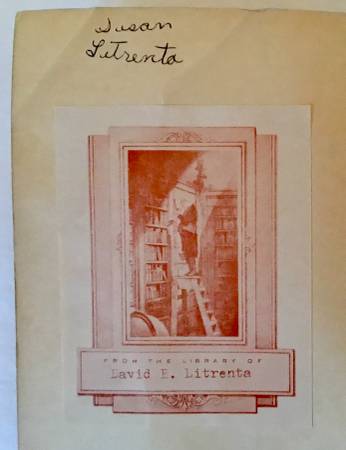 Susan
Litrenta
FROM THE LIBRARY OF
David E. Litrenta